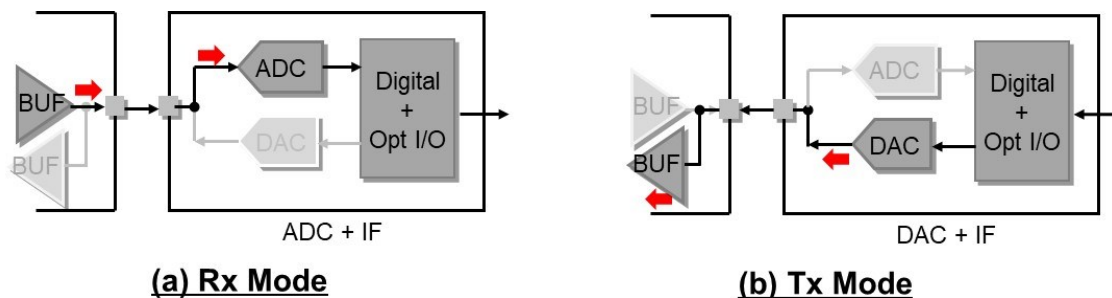 BUF
BUF
ADC
DAC
Digital
+
Opt I/O
ADC + IF
(a) Rx Mode
BUF
BUF
ADC
DAC
Digital
+
Opt I/O
DAC + IF
(b) Tx Mode